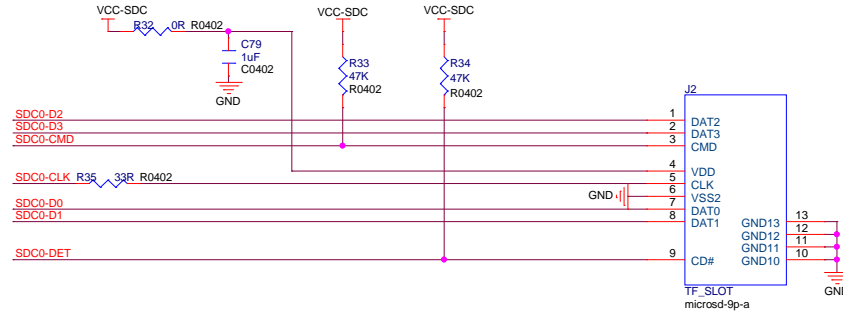 VCC-SDC
VCC-SDC
VCC-SDC
R32 0R R0402
C79
1uF
C0402
GND
R33
47K
R0402
R34
47K
R0402
J2
SDC0-D2 1 DAT2
SDC0-D3 2 DAT3
SDC0-CMD 3 CMD
4 VDD
SDC0-CLK R35 33R R0402 5 CLK
GND 6 VSS2
SDC0-D0 7 DAT0
SDC0-D1 8 DAT1
GND13 13
GND12 12
GND11 11
GND10 10
SDC0-DET 9 CD#
GND
TF_SLOT
microsd-9p-a